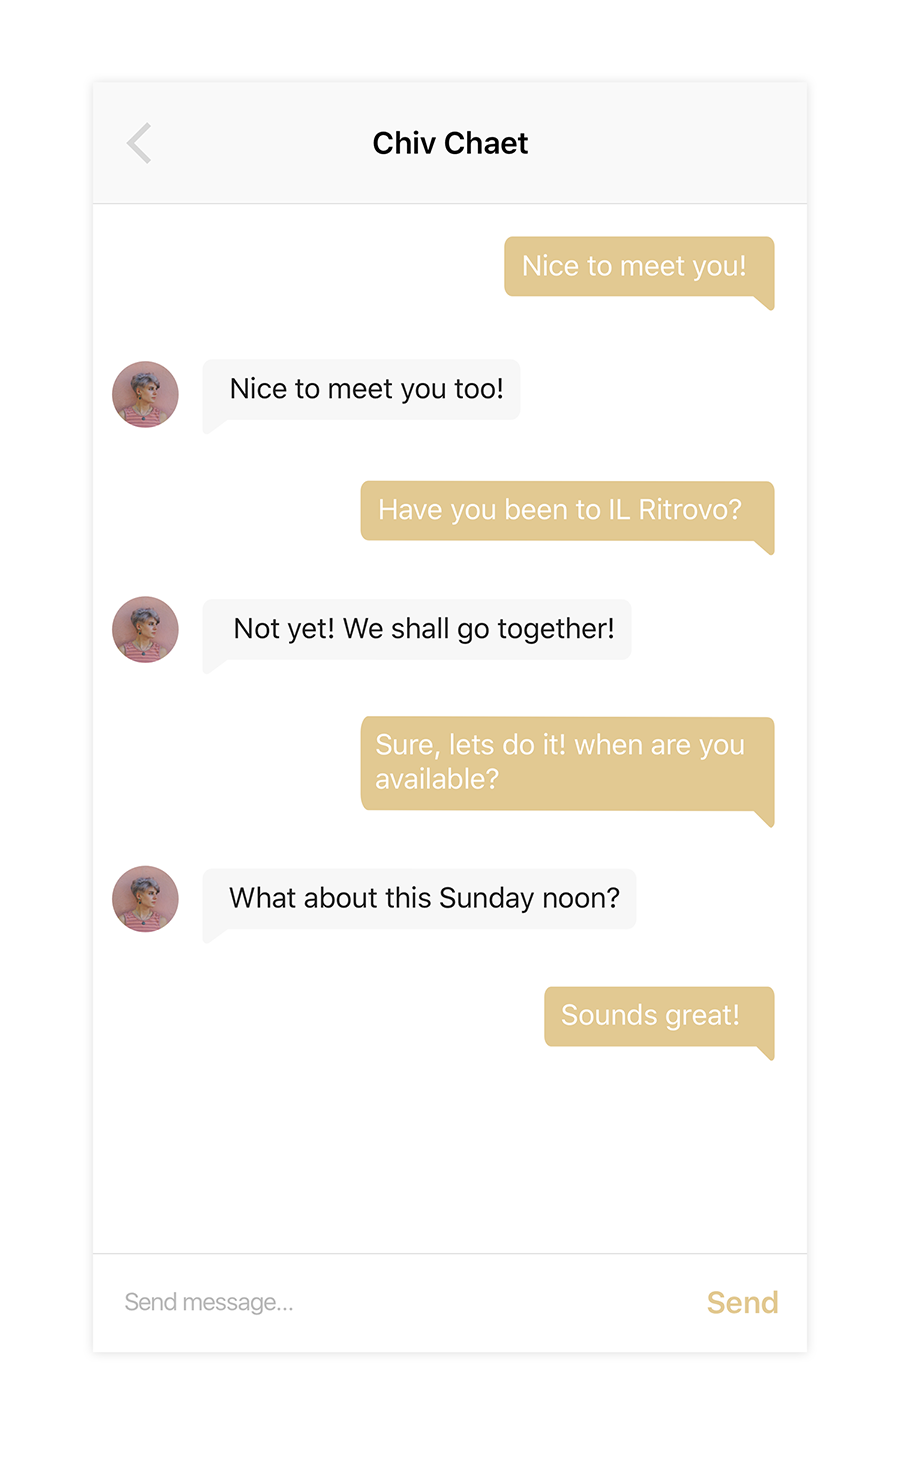 Chiv Chaet
Nice to meet you!
Nice to meet you too!
Have you been to IL Ritrovo?
Not yet! We shall go together!
Sure, lets do it! when are you
available?
What about this Sunday noon?
Sounds great!
Send message...
Send